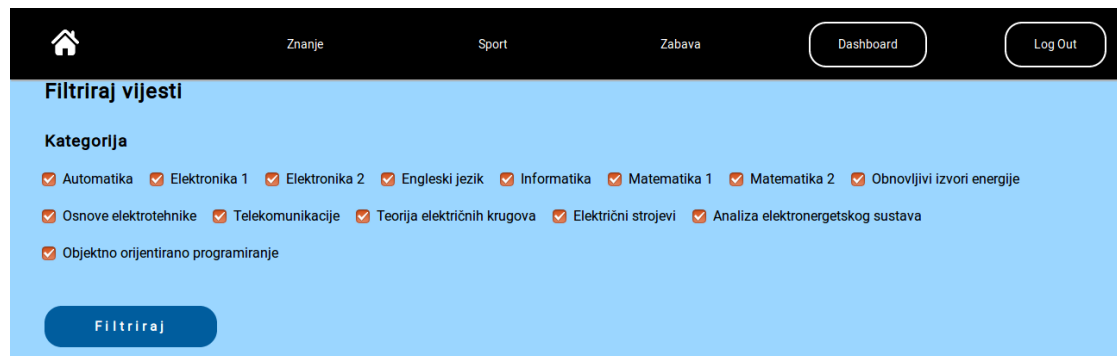 Znanje Sport Zabava Dashboard Log Out
Filtriraj vijesti
Kategorija
Automatika Elektronika 1 Elektronika 2 Engleski jezik Informatika Matematika 1 Matematika 2 Obnovljivi izvori energije
Osnove elektrotehnike Telekomunikacije Teorija električnih krugova Električni strojevi Analiza elektronergetskog sustava
Objektno orijentirano programiranje
Filtriraj